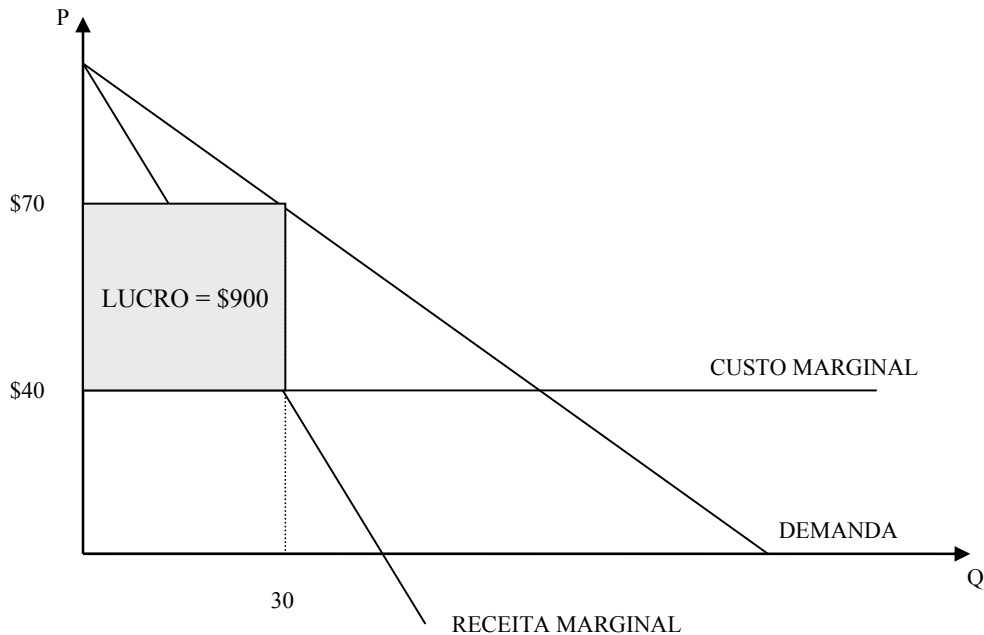 P
$70
LUCRO = $900
CUSTO MARGINAL
$40
DEMANDA
Q
30
RECEITA MARGINAL